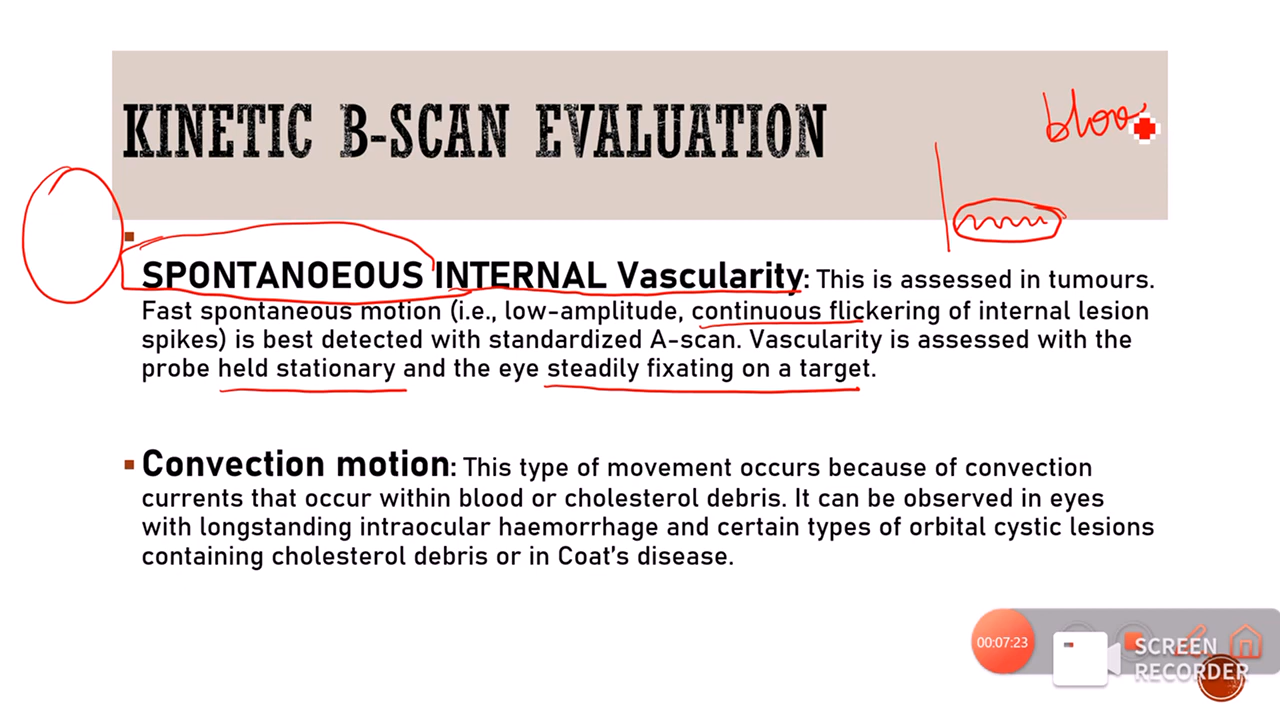 KINETIC B-SCAN EVALUATION
bloo
SPONTANOEOUS INTERNAL Vascularity: This is assessed in tumours.
Fast spontaneous motion (i.e., low-amplitude, continuous flickering of internal lesion
spikes) is best detected with standardized A-scan. Vascularity is assessed with the
probe held stationary and the eye steadily fixating on a target.
Convection motion: This type of movement occurs because of convection
currents that occur within blood or cholesterol debris. It can be observed in eyes
with longstanding intraocular haemorrhage and certain types of orbital cystic lesions
containing cholesterol debris or in Coat's disease.
00:07:23
SCREEN
RECORDER